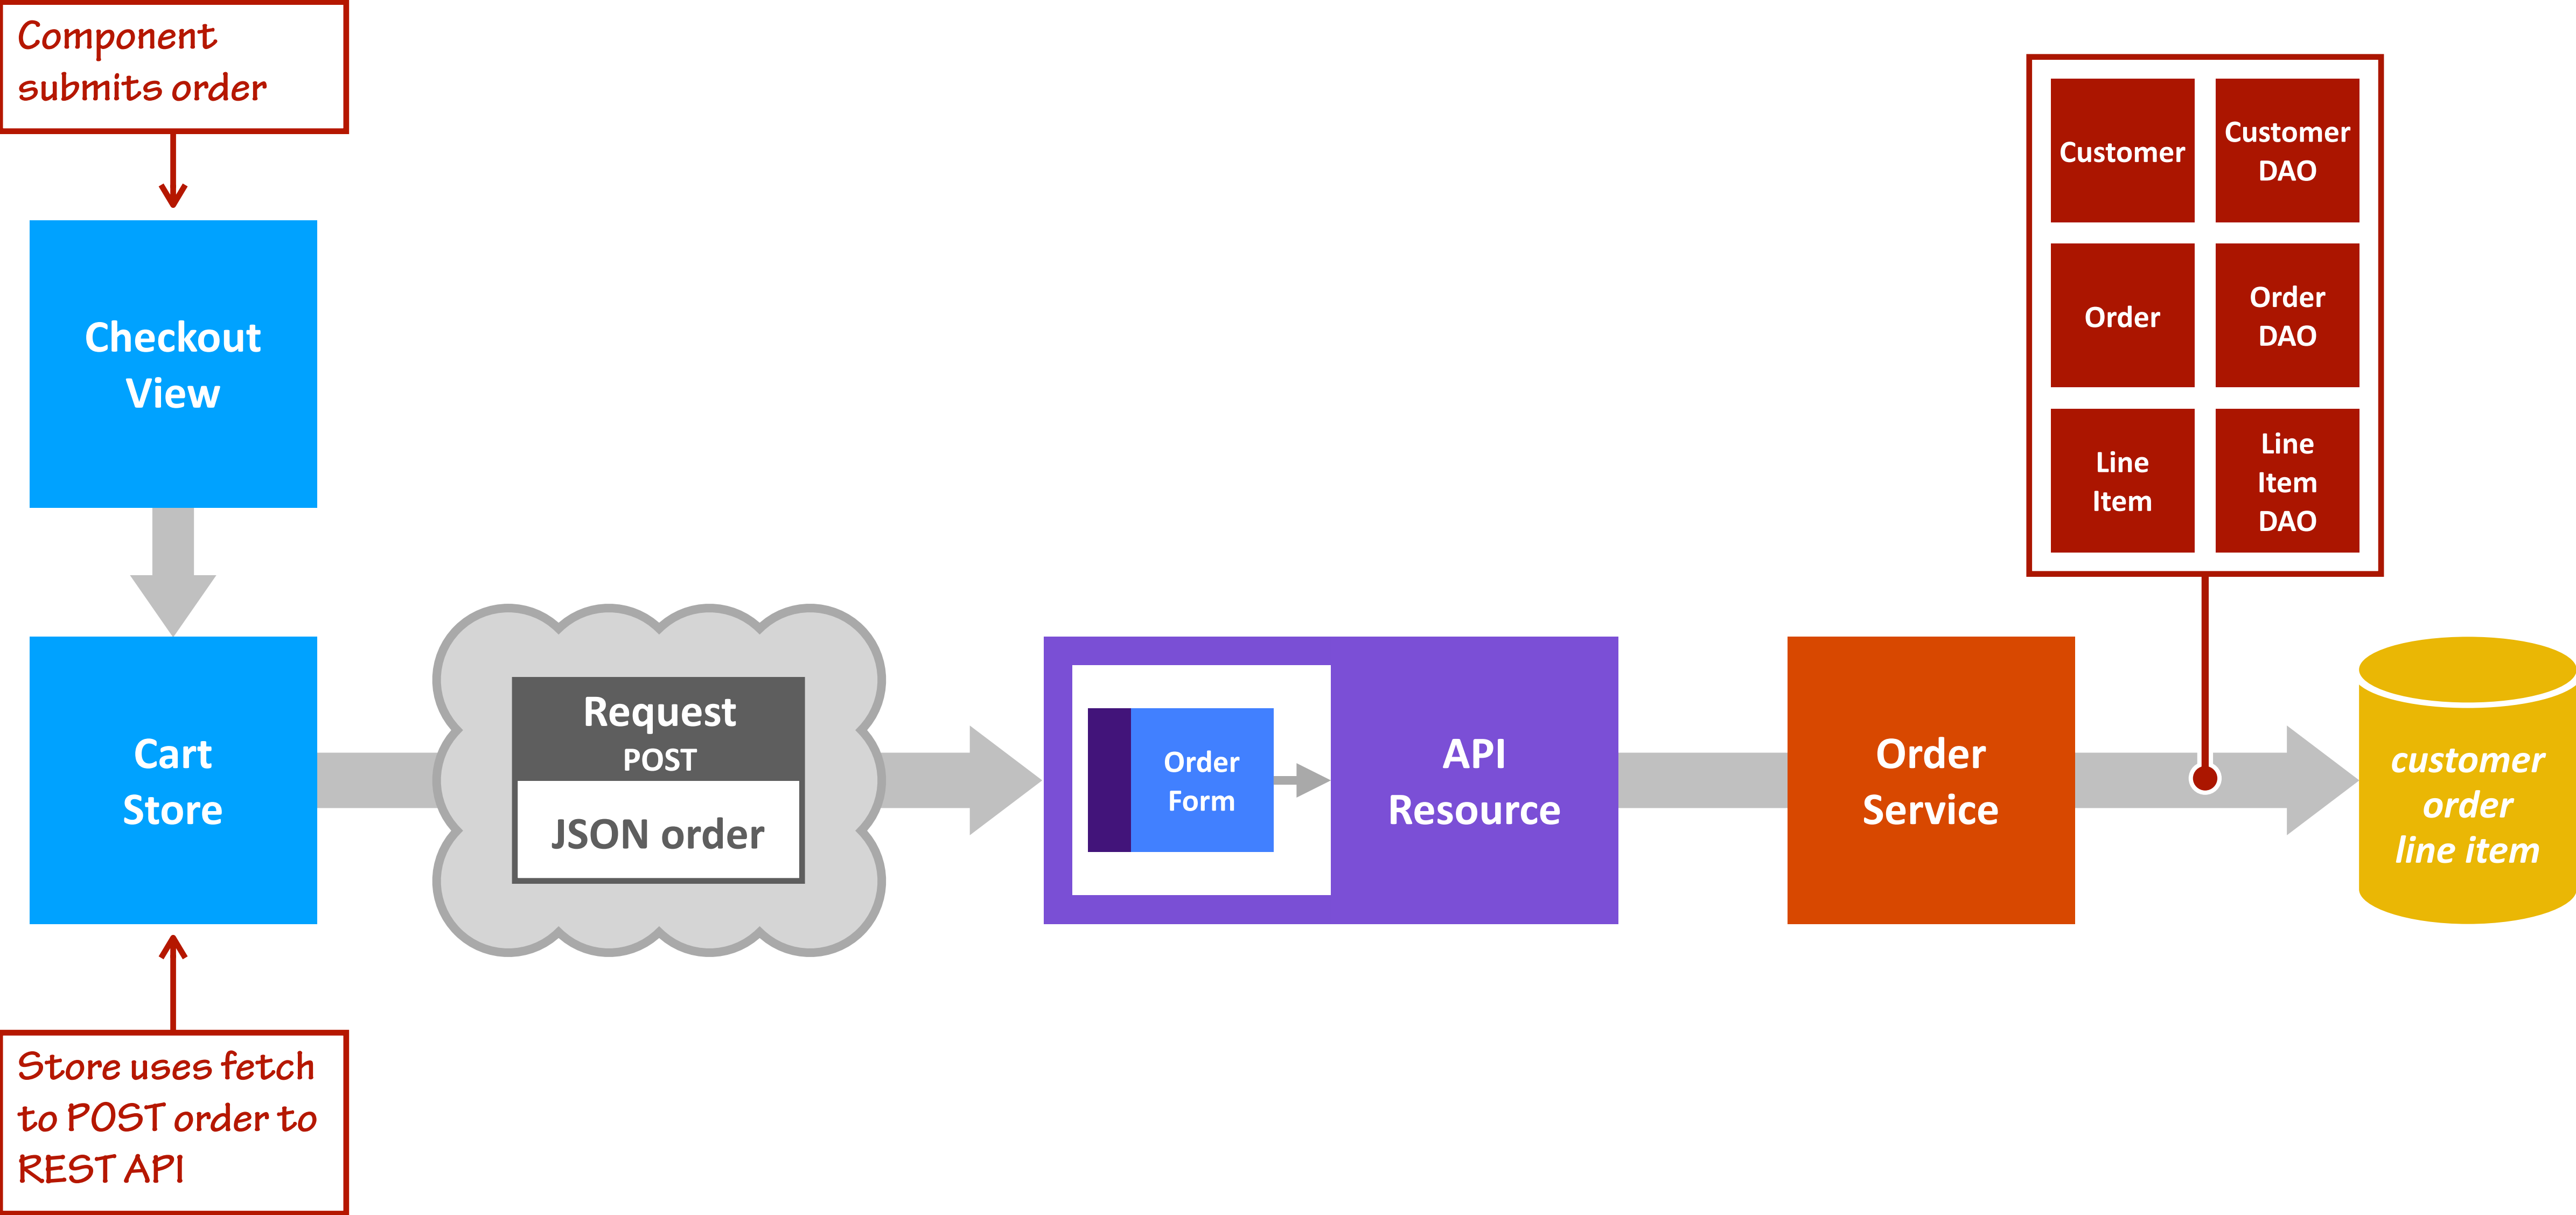 Component
submits order
Checkout
View
Cart
Store
Store uses fetch
to POST order to
REST API
Request
POST
JSON order
Order
Form
API
Resource
Order
Service
Customer
Customer
DAO
Order
Order
DAO
Line
Item
Line
Item
DAO
customer
order
line item